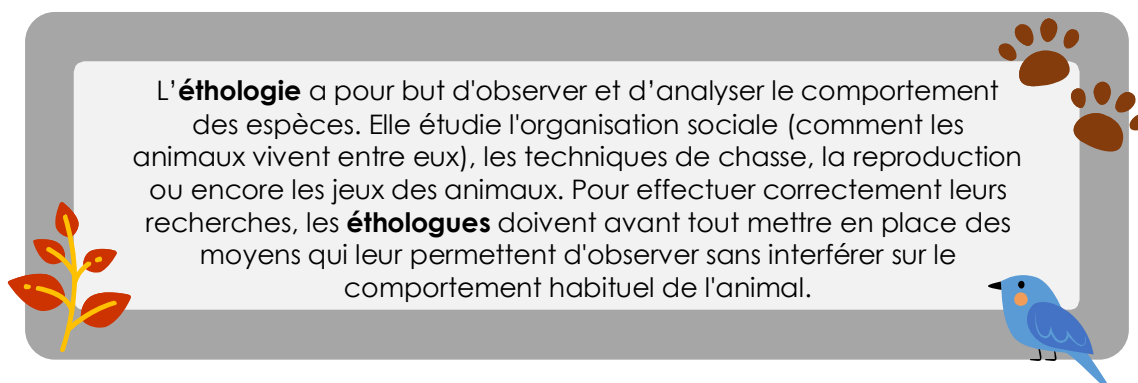 L’éthologie a pour but d'observer et d’analyser le comportement
des espèces. Elle étudie l'organisation sociale (comment les
animaux vivent entre eux), les techniques de chasse, la reproduction
ou encore les jeux des animaux. Pour effectuer correctement leurs
recherches, les éthologues doivent avant tout mettre en place des
moyens qui leur permettent d'observer sans interférer sur le
comportement habituel de l'animal.